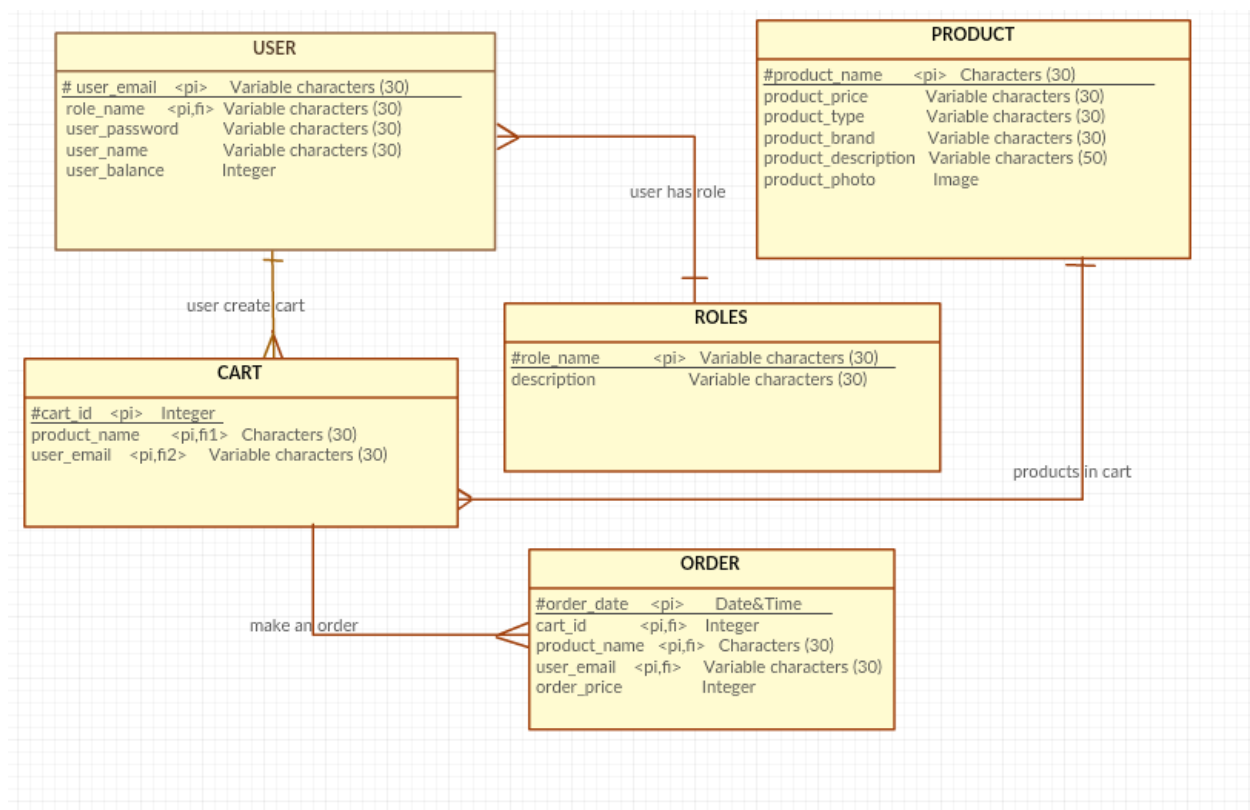 USER
# user_email <pi> Variable characters (30)
role_name <pi,fi> Variable characters (30)
user_password Variable characters (30)
user_name Variable characters (30)
user_balance Integer
PRODUCT
#product_name <pi> Characters (30)
product_price Variable characters (30)
product_type Variable characters (30)
product_brand Variable characters (30)
product_description Variable characters (50)
product_photo Image
user has role
user create cart
ROLES
#role_name <pi> Variable characters (30)
description Variable characters (30)
CART
#cart_id <pi> Integer
product_name <pi,fi1> Characters (30)
user_email <pi,fi2> Variable characters (30)
products in cart
make an order
ORDER
#order_date <pi> Date&Time
cart_id <pi,fi> Integer
product_name <pi,fi> Characters (30)
user_email <pi,fi> Variable characters (30)
order_price Integer